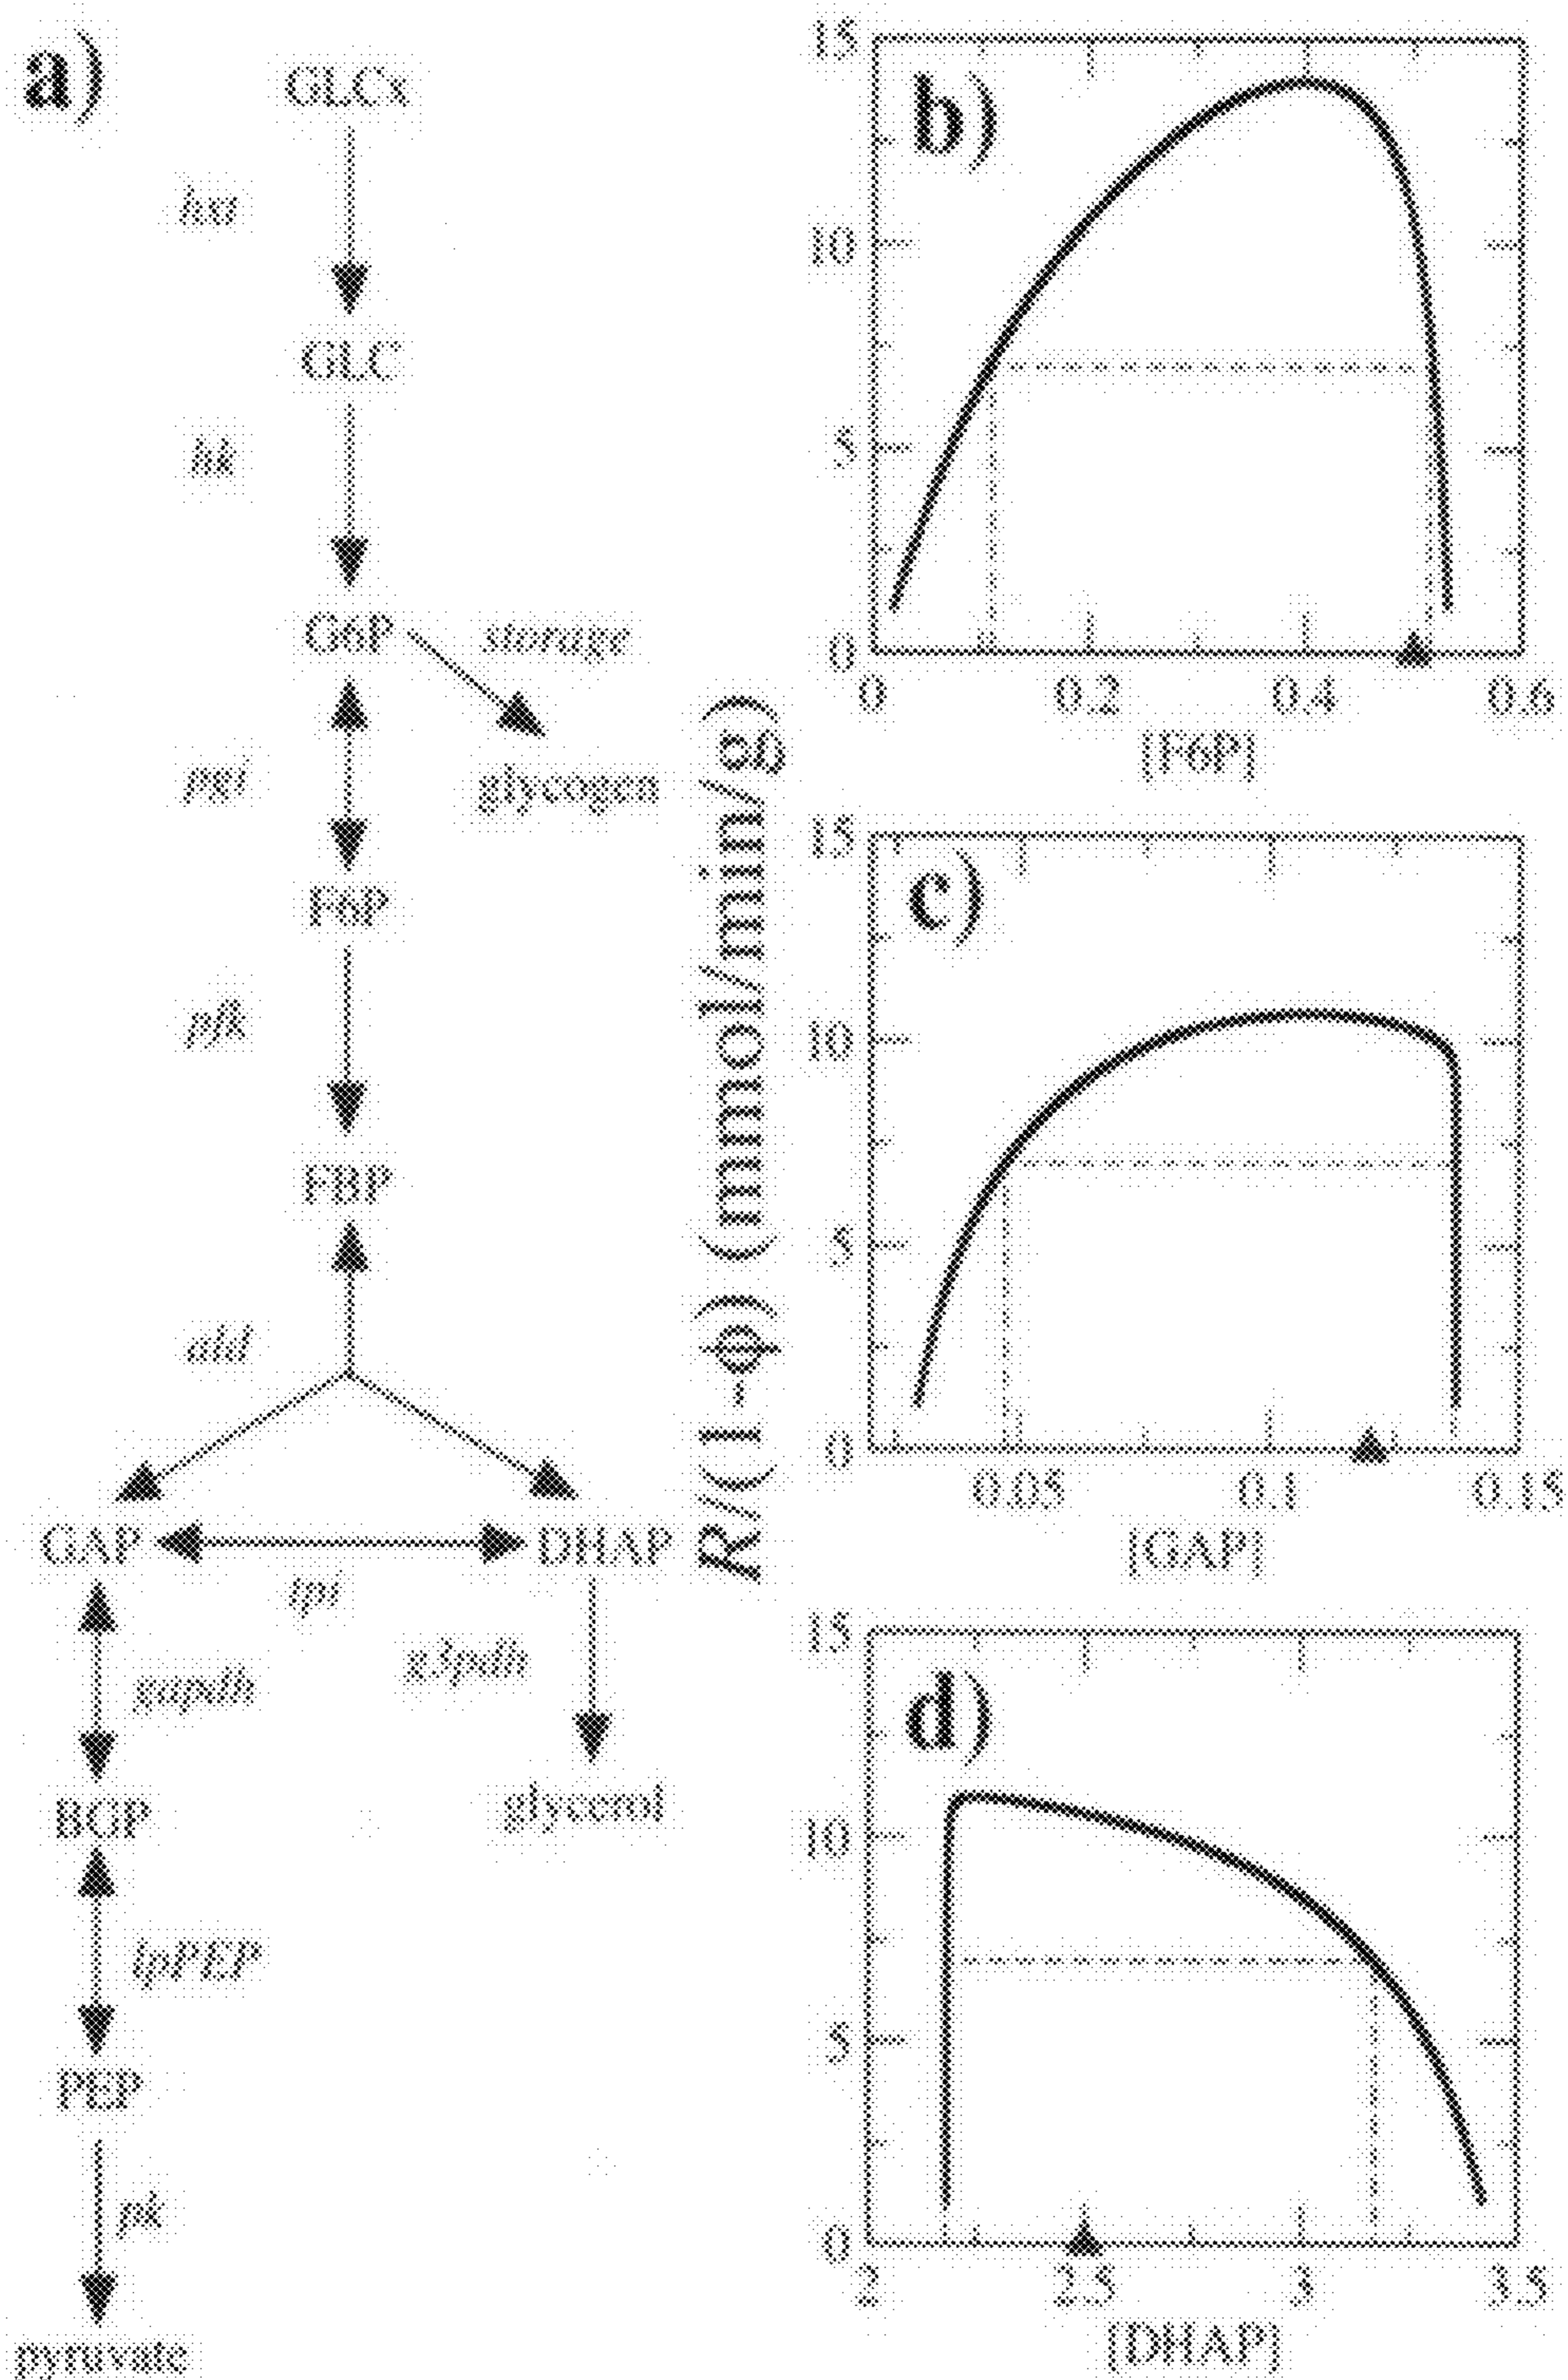 a)
GLCx
hxt
GLC
hk
G6P
storage
glycogen
pgi
F6P
pfk
FBP
ald
GAP
DHAP
tpi
gapdh
g3pdh
BGP
glycerol
lpPEP
PEP
pk
pyruvate
R/(1-ϕ) (mmol/min/g)
b)
15
10
5
0
0 0.2 0.4 0.6
[F6P]
c)
15
10
5
0
0.05 0.1 0.15
[GAP]
d)
15
10
5
0
2 2.5 3 3.5
[DHAP]